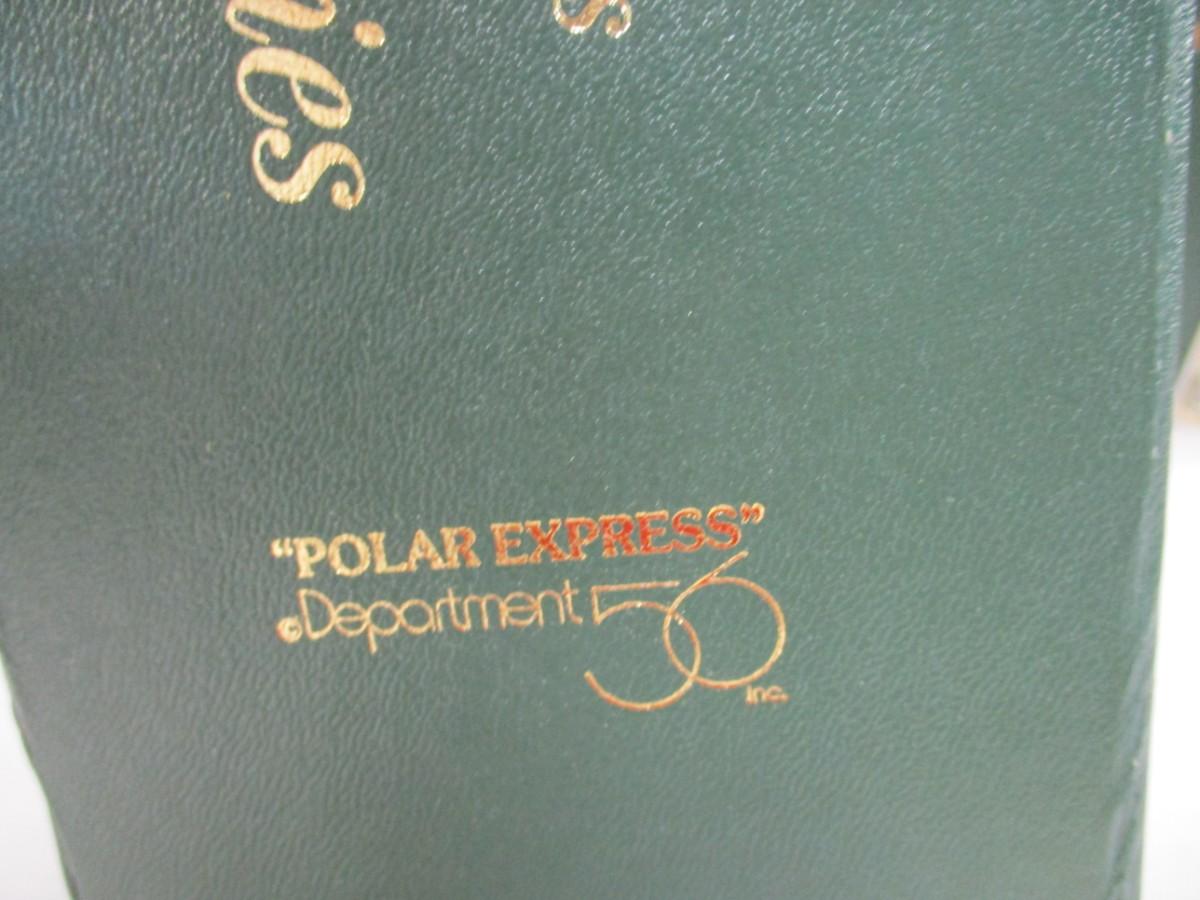 "POLAR EXPRESS"
©Department 56
Inc.